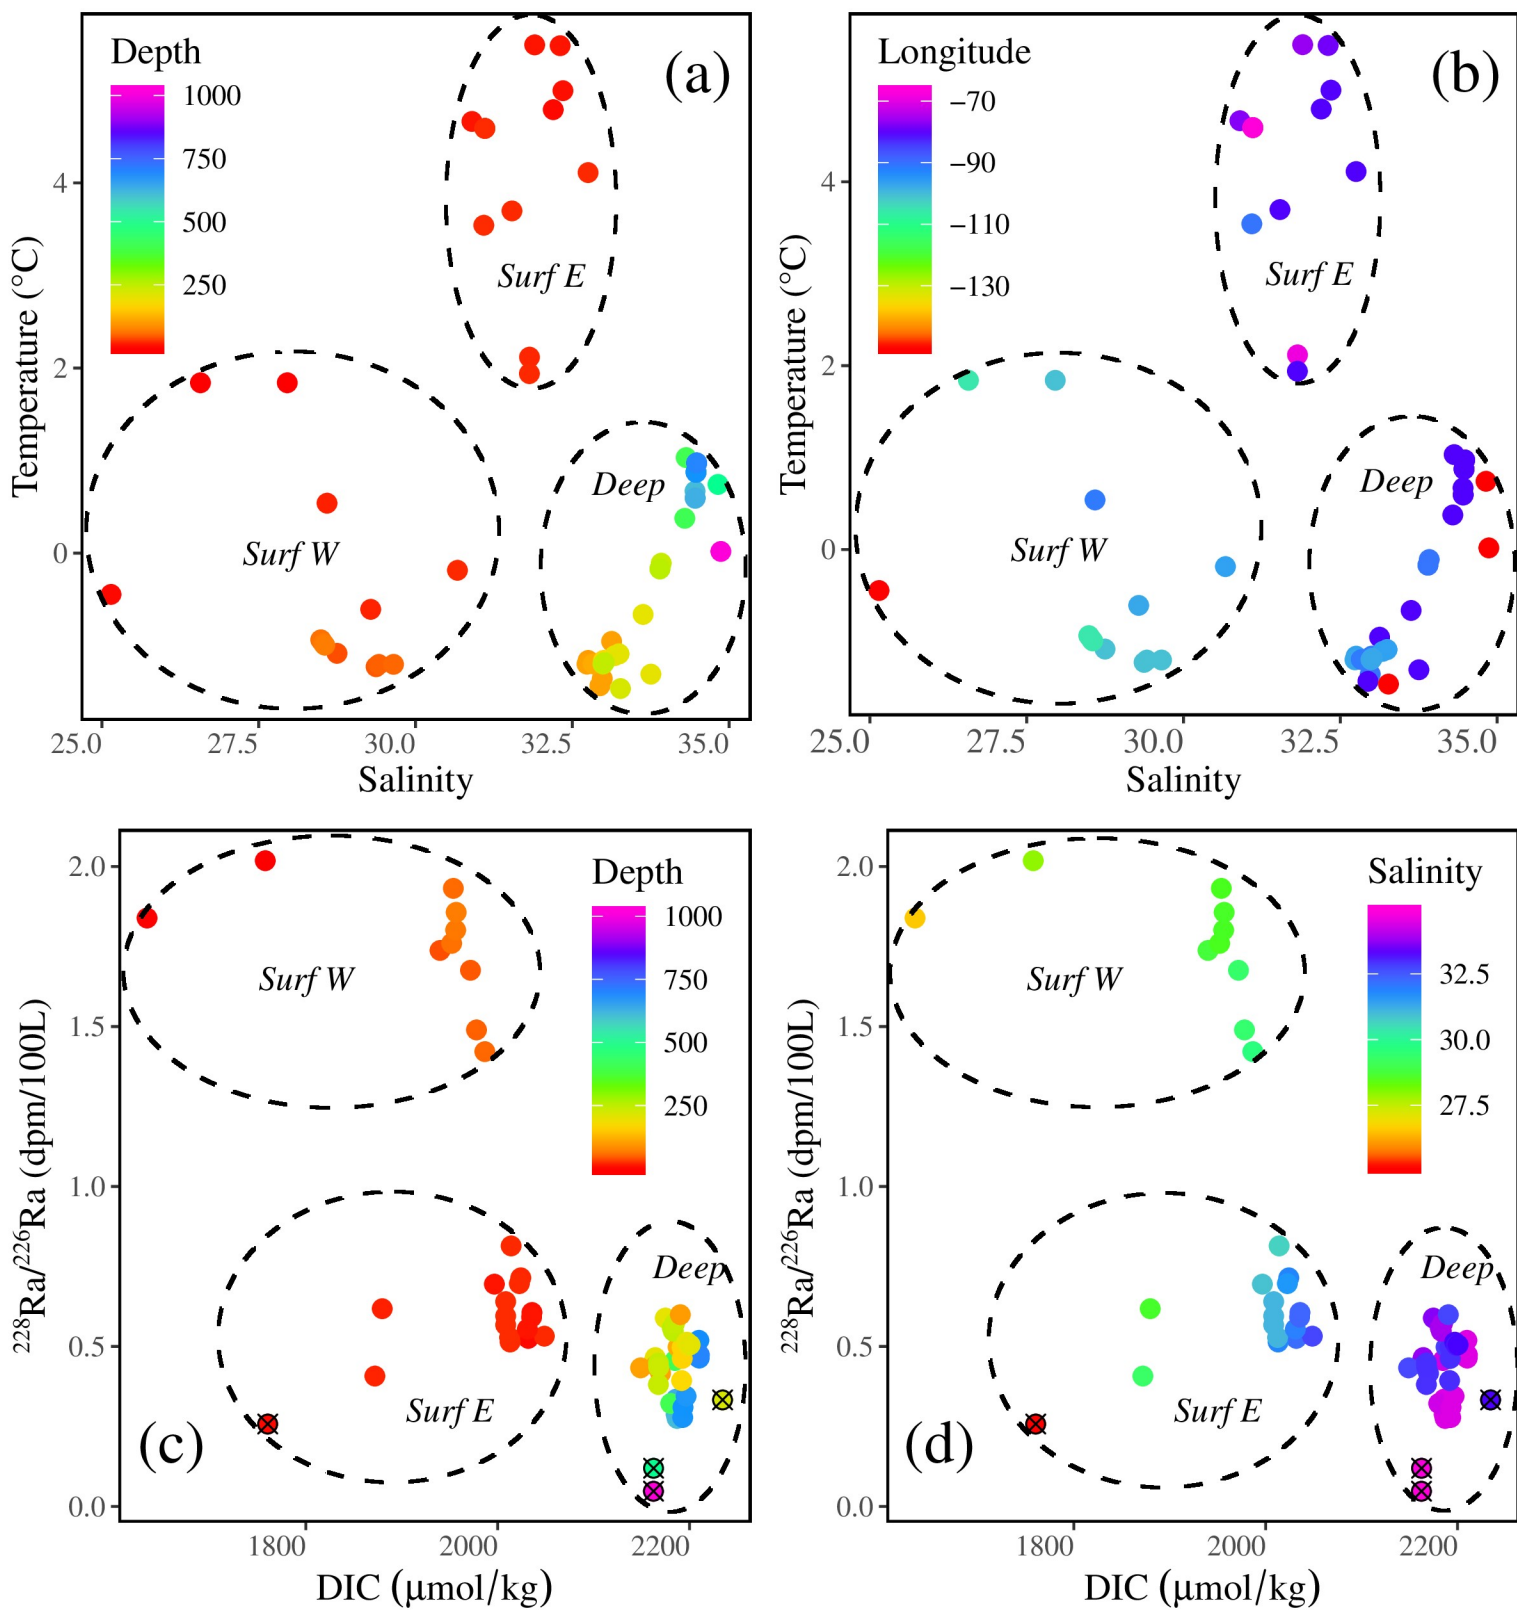 Depth
1000
750
500
250
(a)
Surf E
Surf W
Deep
4
2
0
Temperature (°C)
25.0 27.5 30.0 32.5 35.0
Salinity
Longitude
−70
−90
−110
−130
(b)
Surf E
Surf W
Deep
4
2
0
Temperature (°C)
25.0 27.5 30.0 32.5 35.0
Salinity
Depth
1000
750
500
250
Surf W
Surf E
Deep
(c)
2.0
1.5
1.0
0.5
0.0
²²⁸Ra/²²⁶Ra (dpm/100L)
1800 2000 2200
DIC (μmol/kg)
Salinity
32.5
30.0
27.5
Surf W
Surf E
Deep
(d)
2.0
1.5
1.0
0.5
0.0
²²⁸Ra/²²⁶Ra (dpm/100L)
1800 2000 2200
DIC (μmol/kg)